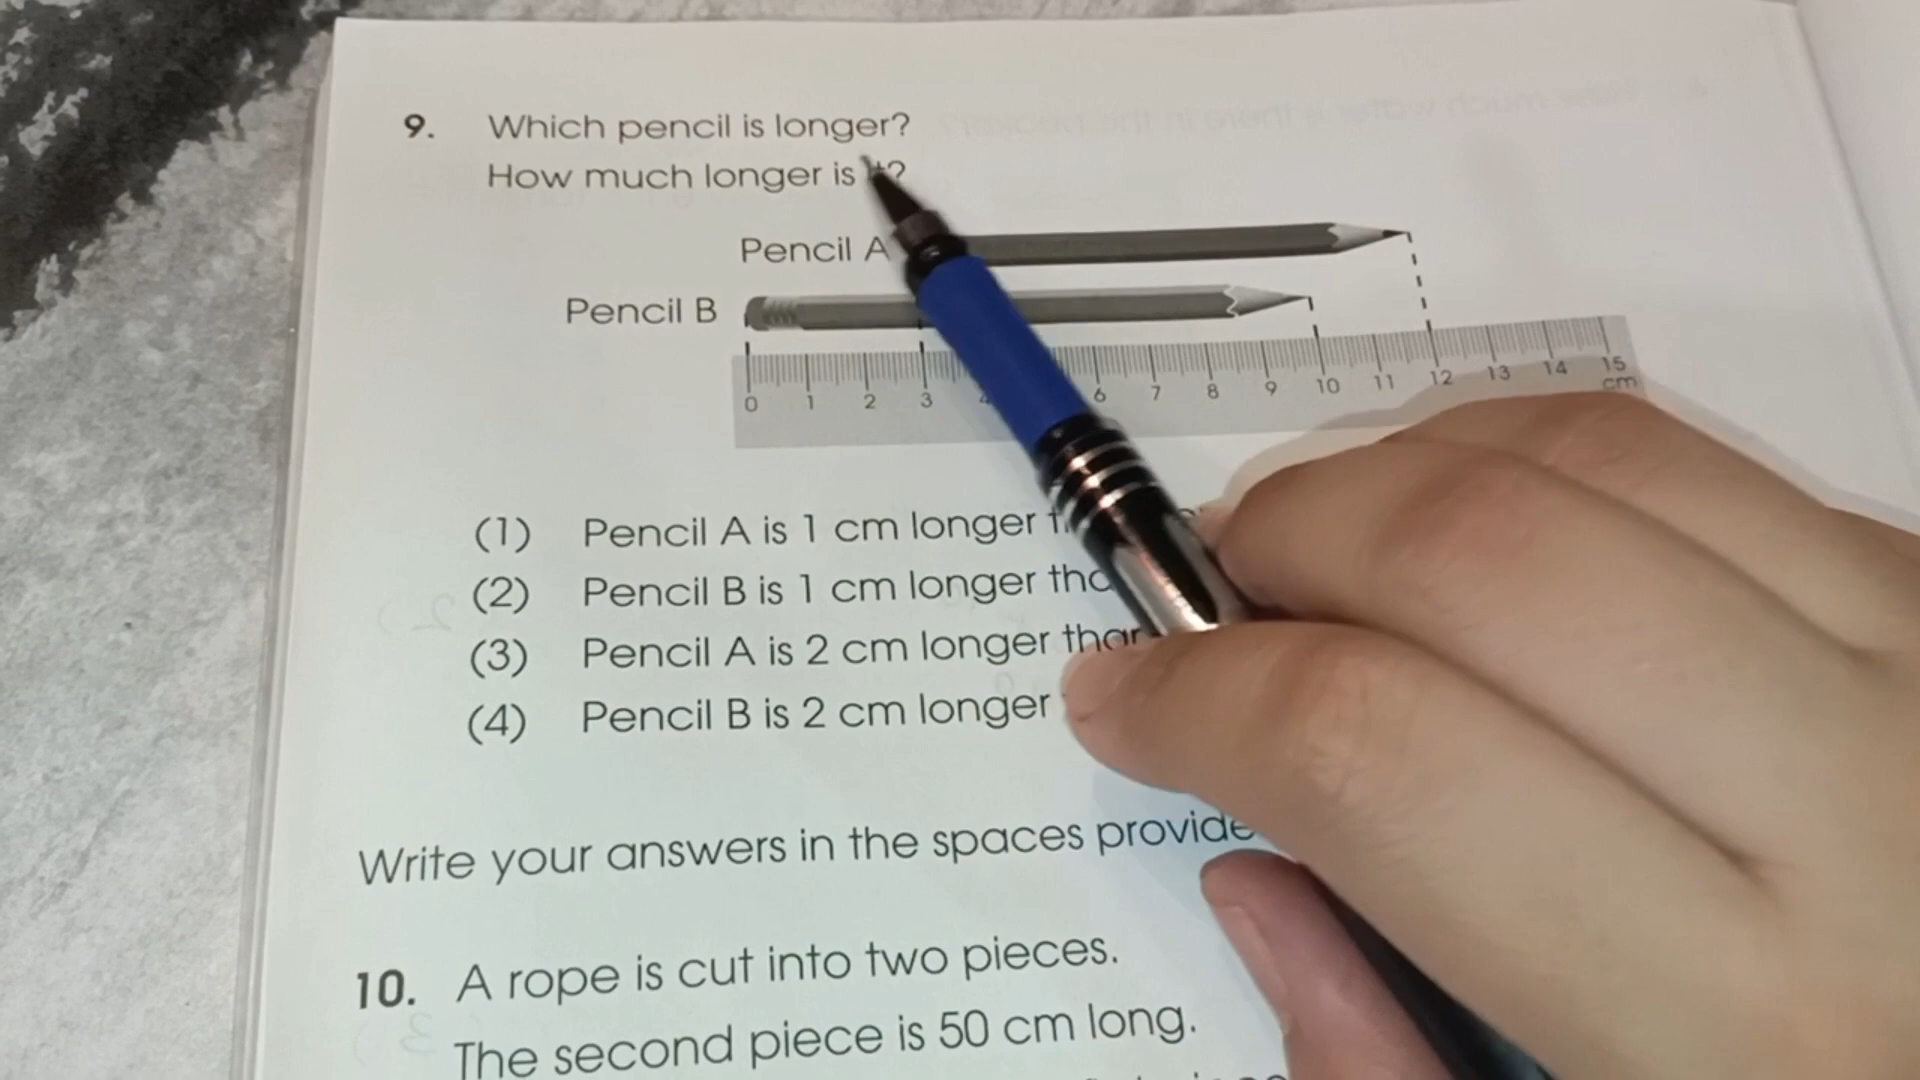 9. Which pencil is longer?
How much longer is it?
Pencil A
Pencil B
0 1 2 3 4 6 7 8 9 10 11 12 13 14 15
cm
(1) Pencil A is 1 cm longer
(2) Pencil B is 1 cm longer
(3) Pencil A is 2 cm longer than
(4) Pencil B is 2 cm longer
Write your answers in the spaces
10. A rope is cut into two pieces.
The second piece is 50 cm long.